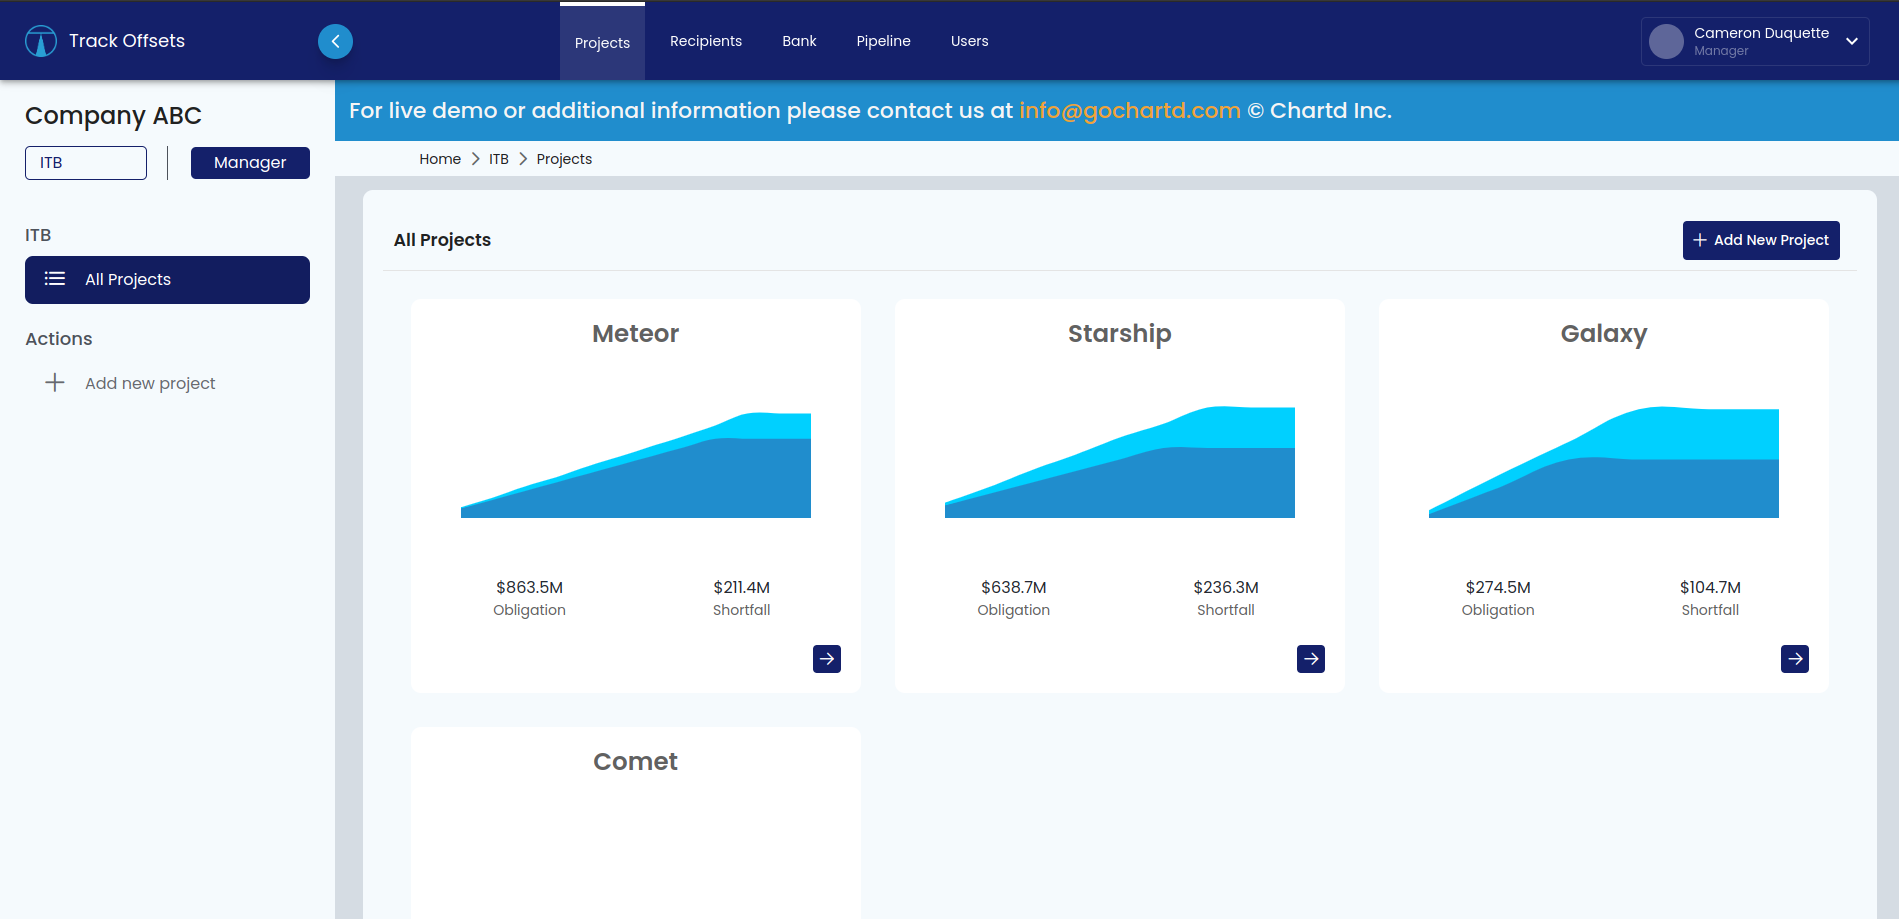 Track Offsets
Projects
Recipients
Bank
Pipeline
Users
Cameron Duquette
Manager
Company ABC
ITB
Manager
ITB
All Projects
Actions
Add new project
For live demo or additional information please contact us at info@gochartd.com © Chartd Inc.
Home > ITB > Projects
All Projects
+ Add New Project
Meteor
$863.5M
Obligation
$211.4M
Shortfall
Starship
$638.7M
Obligation
$236.3M
Shortfall
Galaxy
$274.5M
Obligation
$104.7M
Shortfall
Comet